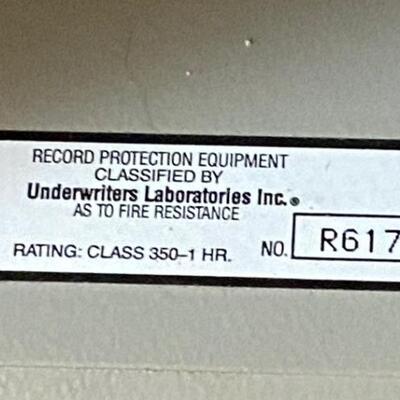 RECORD PROTECTION EQUIPMENT
CLASSIFIED BY
Underwriters Laboratories Inc.®
AS TO FIRE RESISTANCE
RATING: CLASS 350–1 HR. NO. R617